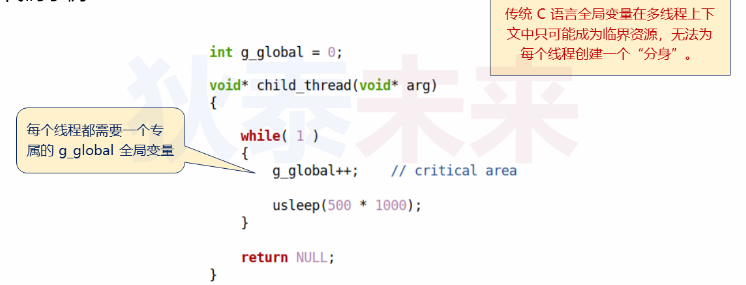 传统 C 语言全局变量在多线程上下
文中只可能成为临界资源，无法为
每个线程创建一个“分身”。
int g_global = 0;
void* child_thread(void* arg)
{
while( 1 )
{
g_global++;    // critical area
usleep(500 * 1000);
}
return NULL;
}
每个线程都需要一个专
属的 g_global 全局变量
狄泰未来